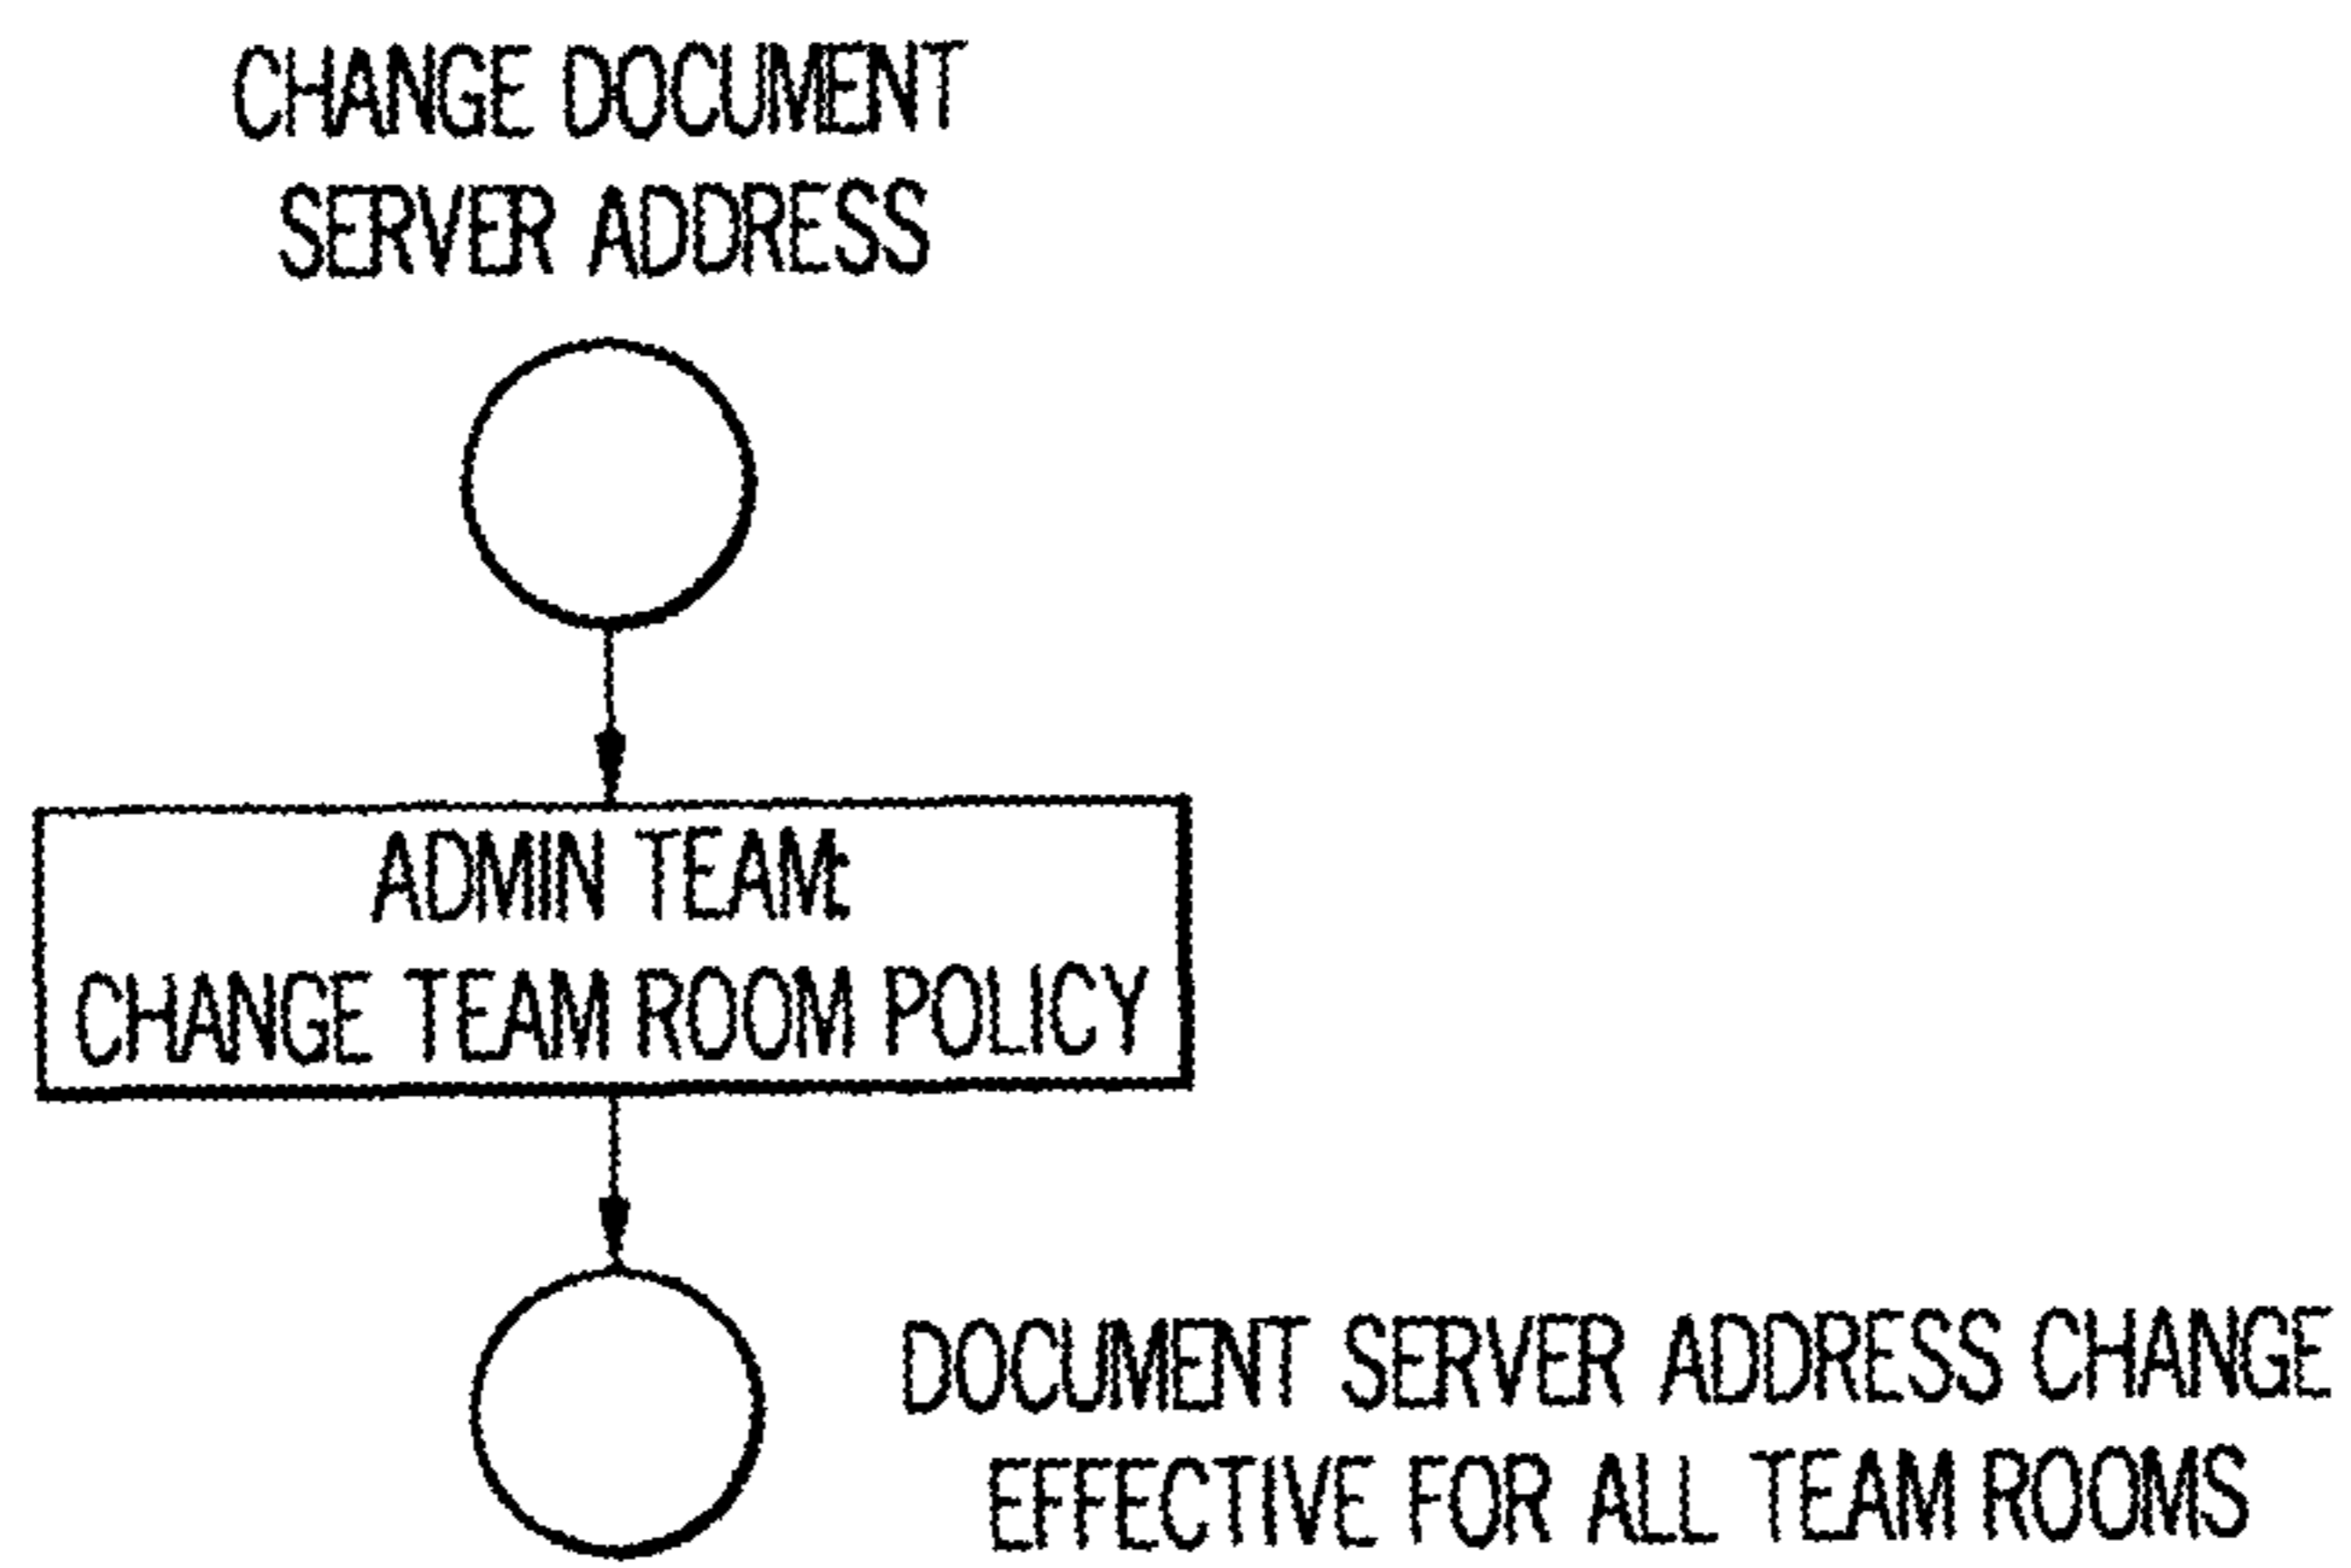 CHANGE DOCUMENT
SERVER ADDRESS
ADMIN TEAM:
CHANGE TEAM ROOM POLICY
DOCUMENT SERVER ADDRESS CHANGE
EFFECTIVE FOR ALL TEAM ROOMS